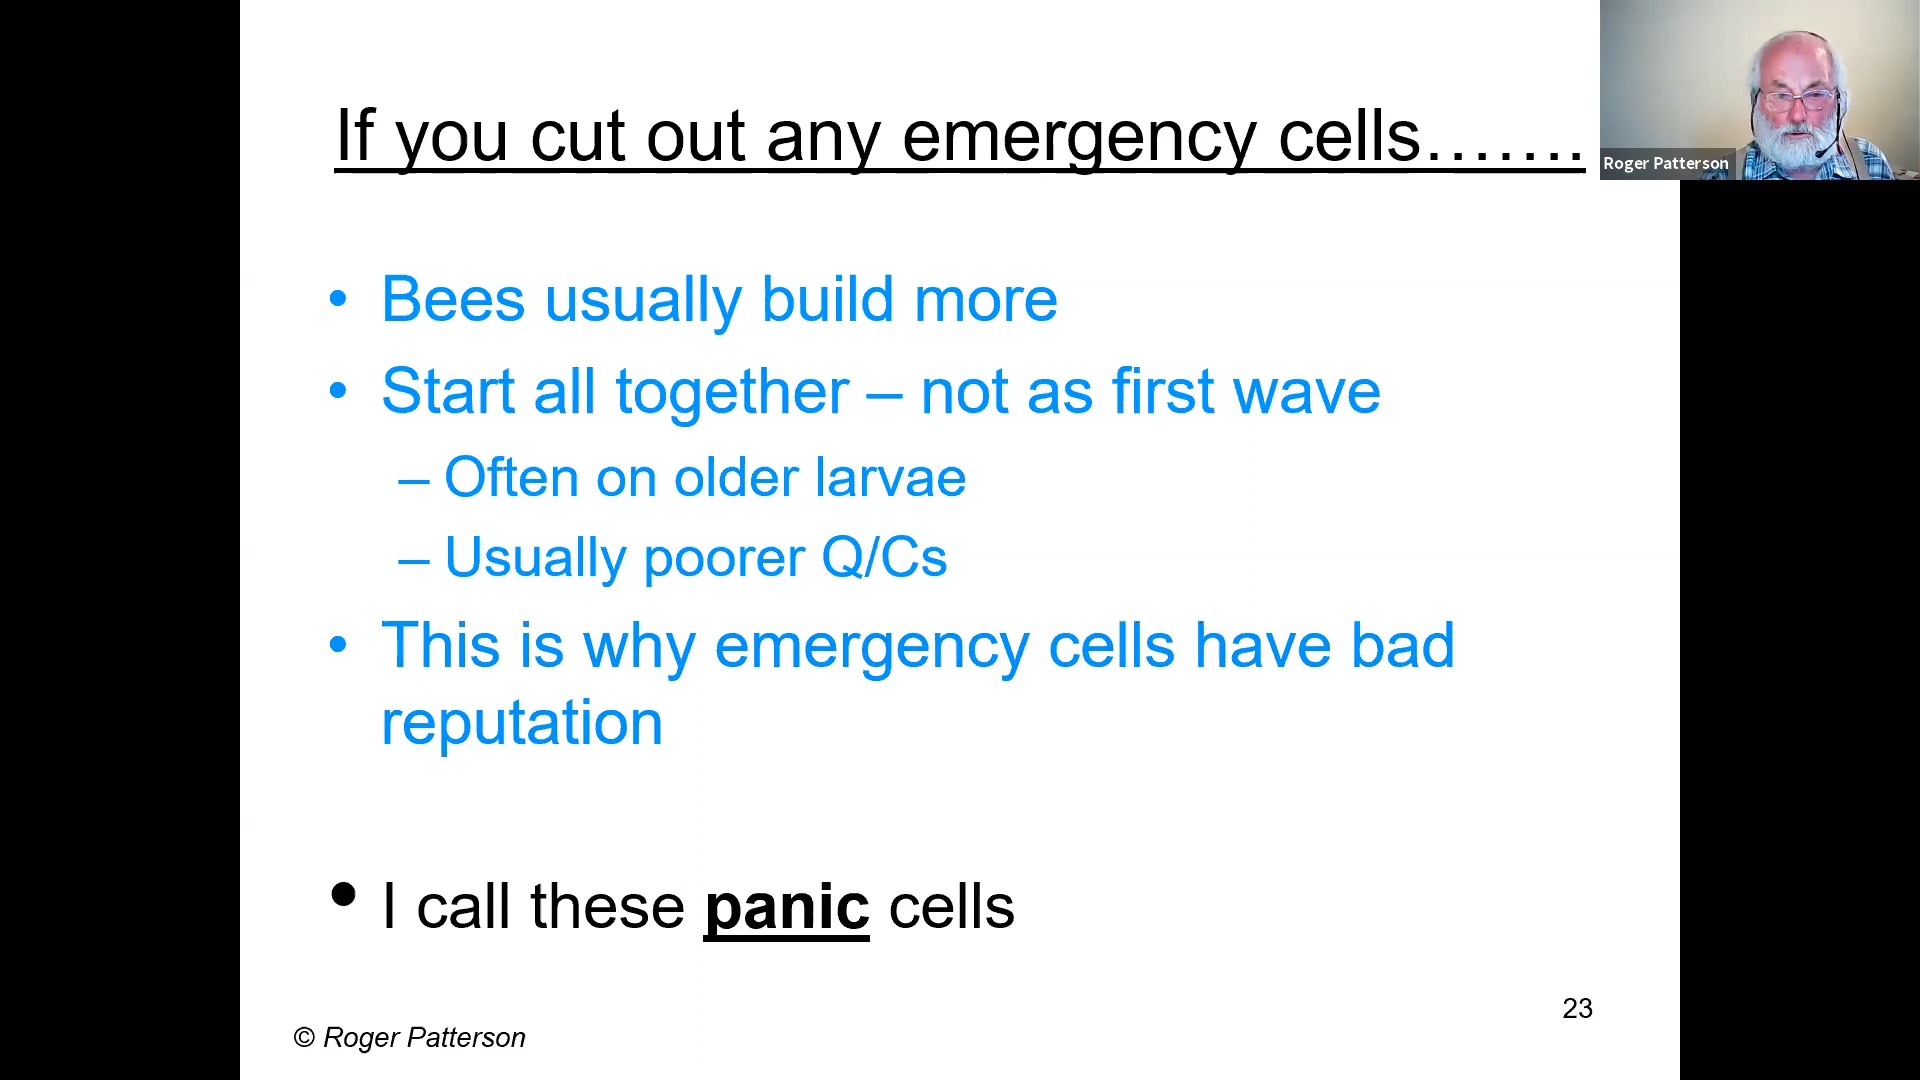 If you cut out any emergency cells…….
Roger Patterson
• Bees usually build more
• Start all together – not as first wave
– Often on older larvae
– Usually poorer Q/Cs
• This is why emergency cells have bad
reputation
• I call these panic cells
23
© Roger Patterson